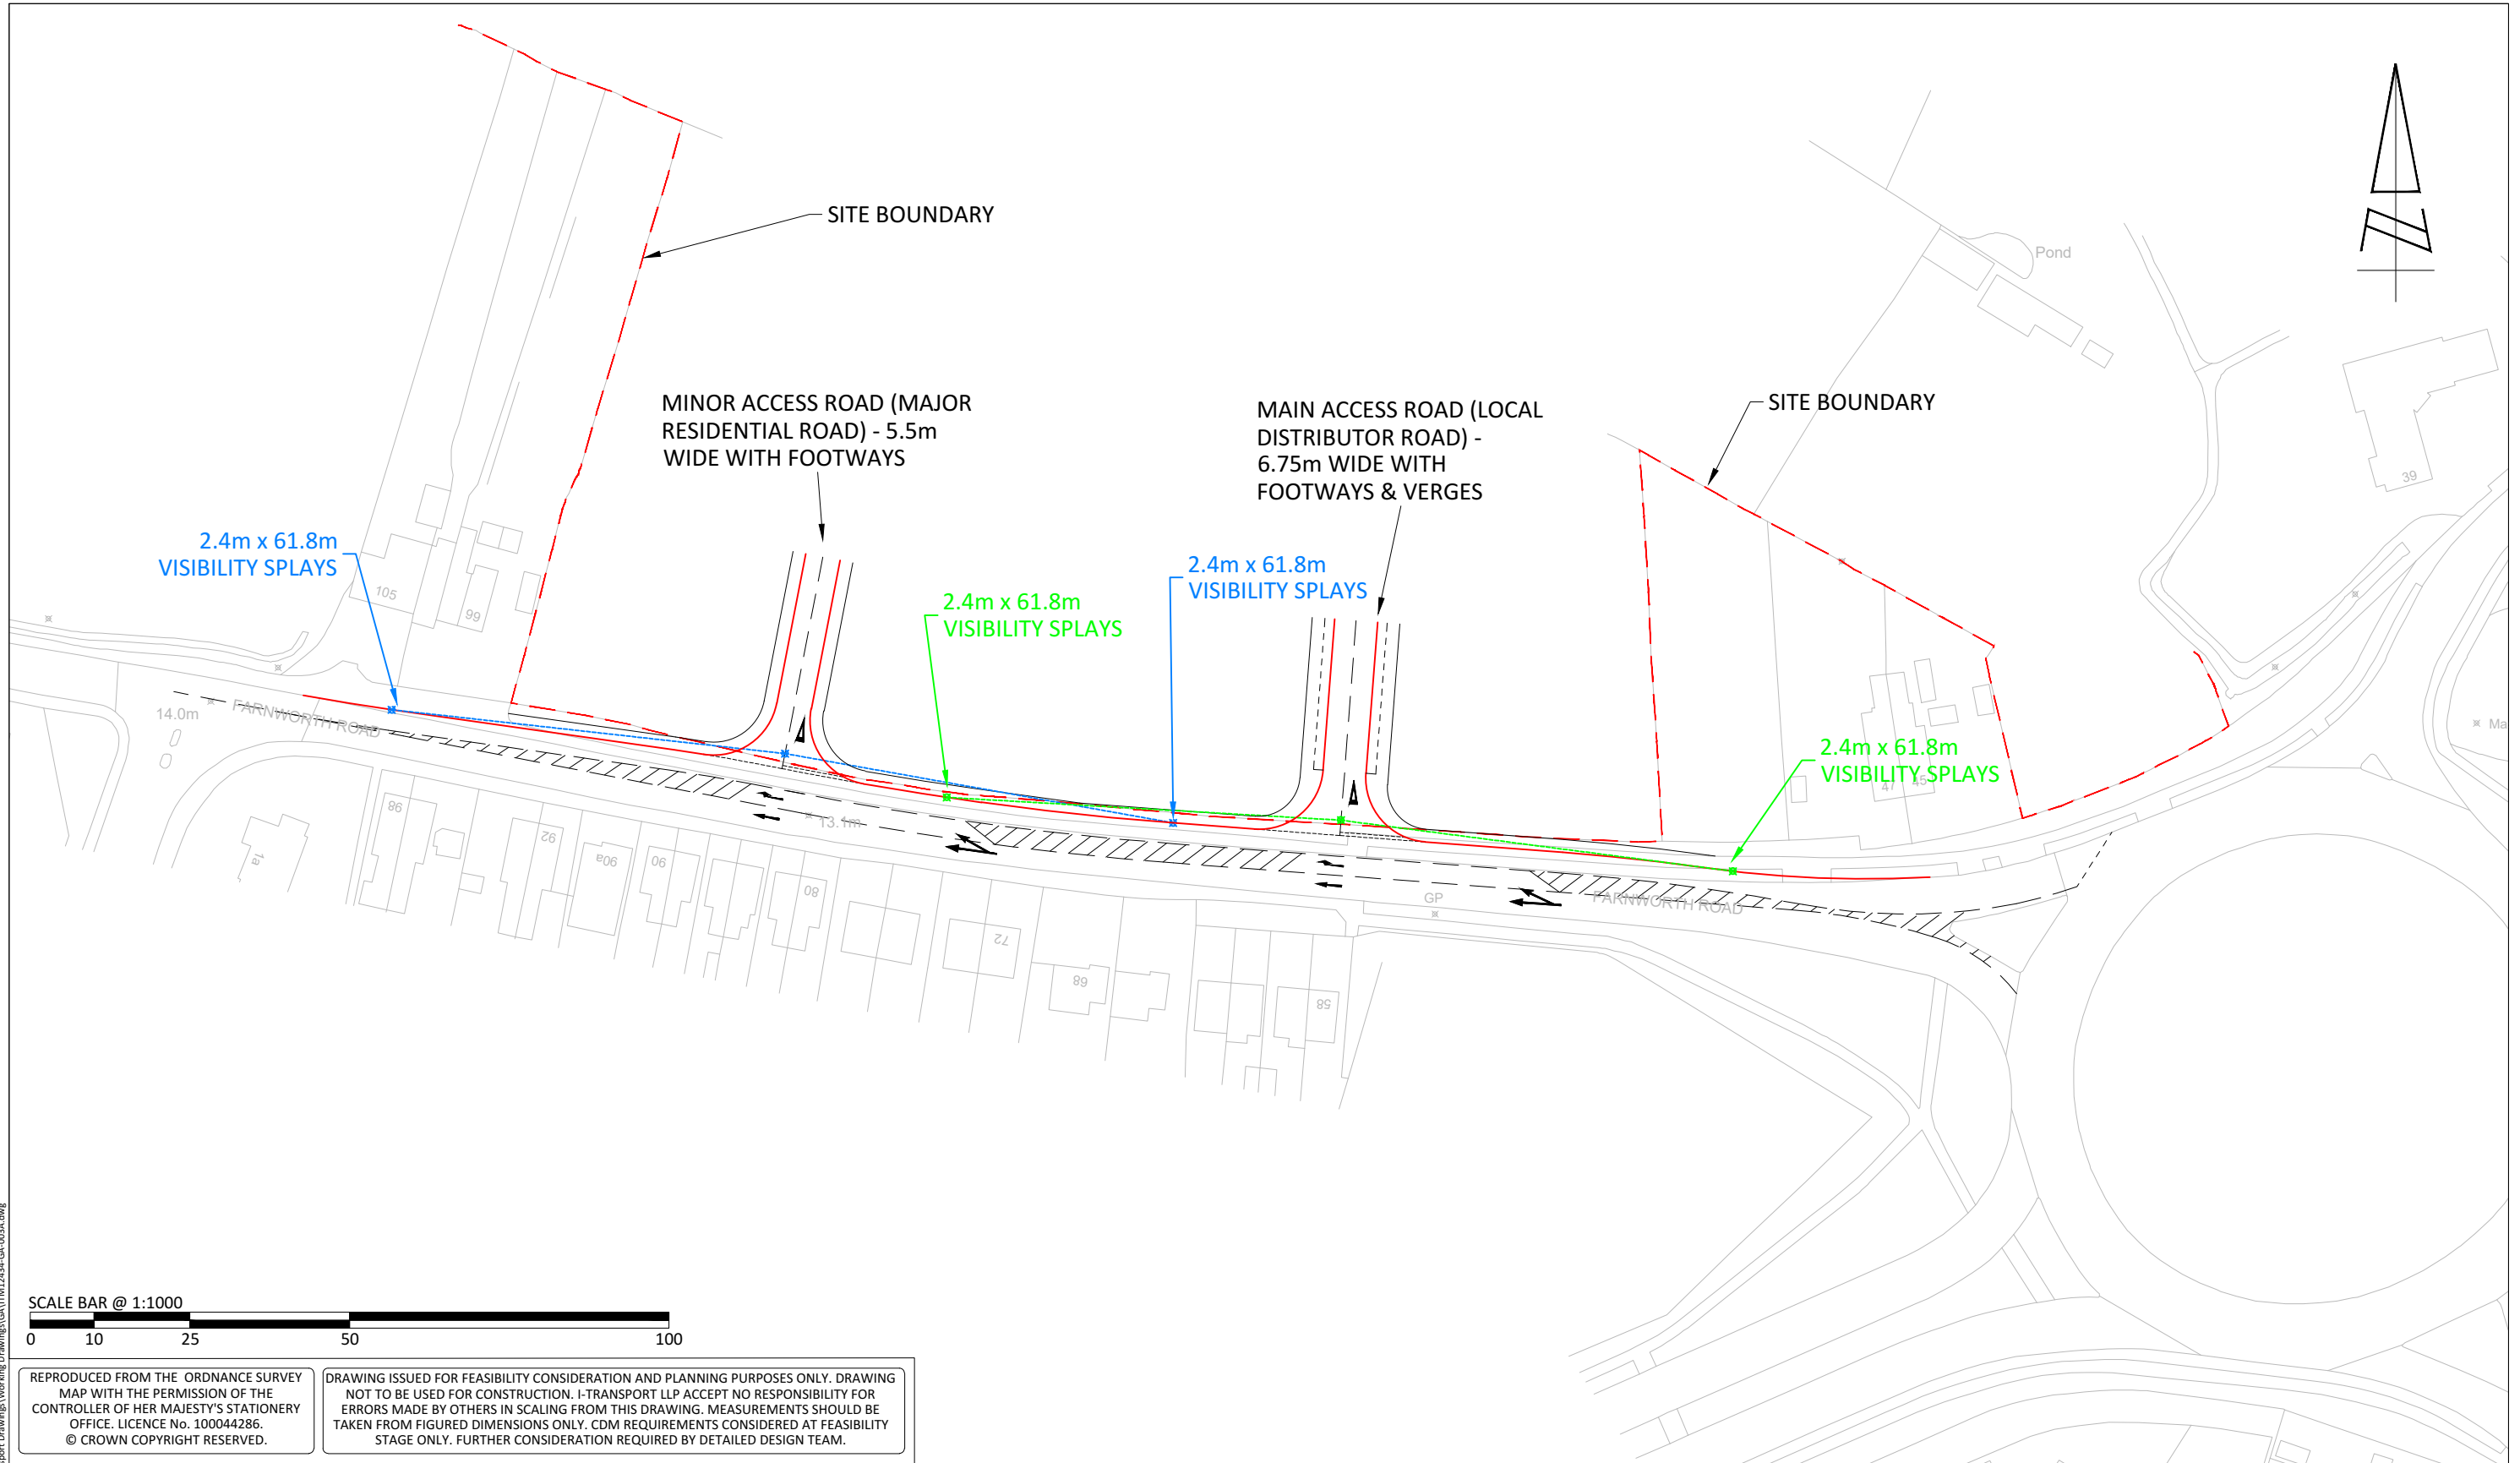 SITE BOUNDARY
Pond
MINOR ACCESS ROAD (MAJOR
RESIDENTIAL ROAD) - 5.5m
WIDE WITH FOOTWAYS
MAIN ACCESS ROAD (LOCAL
DISTRIBUTOR ROAD) -
6.75m WIDE WITH
FOOTWAYS & VERGES
SITE BOUNDARY
39
2.4m x 61.8m
VISIBILITY SPLAYS
2.4m x 61.8m
VISIBILITY SPLAYS
2.4m x 61.8m
VISIBILITY SPLAYS
105
99
14.0m
FARNWORTH ROAD
2.4m x 61.8m
VISIBILITY SPLAYS
47
45
Ma
13.1m
98
1a
92
90a
90
80
72
68
58
GP
FARNWORTH ROAD
SCALE BAR @ 1:1000
0 10 25 50 100
REPRODUCED FROM THE ORDNANCE SURVEY
MAP WITH THE PERMISSION OF THE
CONTROLLER OF HER MAJESTY'S STATIONERY
OFFICE. LICENCE No. 100044286.
© CROWN COPYRIGHT RESERVED.
DRAWING ISSUED FOR FEASIBILITY CONSIDERATION AND PLANNING PURPOSES ONLY. DRAWING
NOT TO BE USED FOR CONSTRUCTION. I-TRANSPORT LLP ACCEPT NO RESPONSIBILITY FOR
ERRORS MADE BY OTHERS IN SCALING FROM THIS DRAWING. MEASUREMENTS SHOULD BE
TAKEN FROM FIGURED DIMENSIONS ONLY. CDM REQUIREMENTS CONSIDERED AT FEASIBILITY
STAGE ONLY. FURTHER CONSIDERATION REQUIRED BY DETAILED DESIGN TEAM.